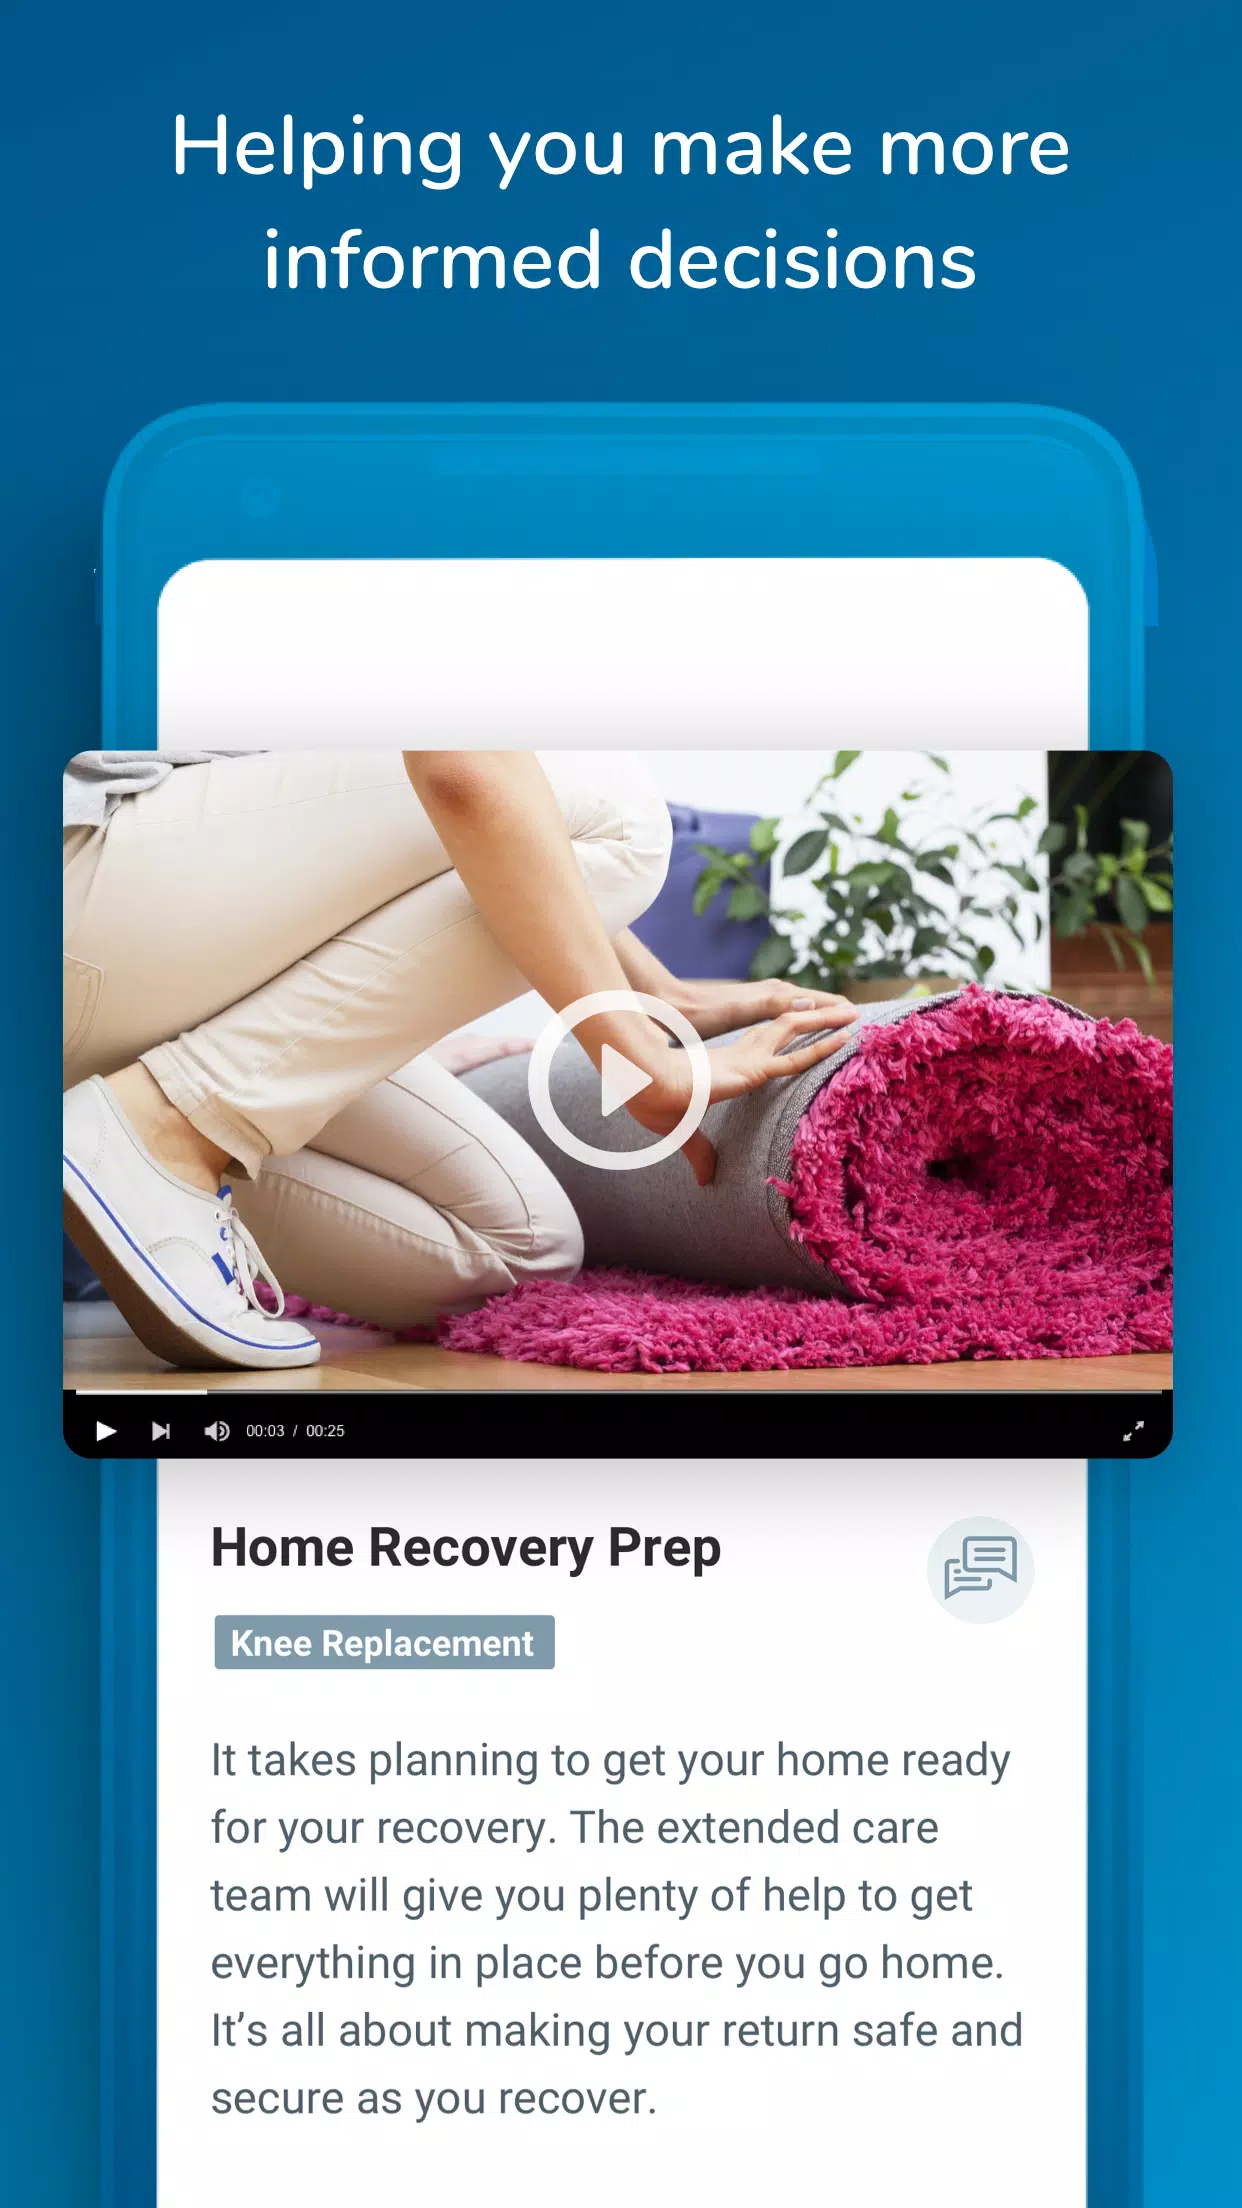 Helping you make more
informed decisions
00:03 / 00:25
Home Recovery Prep
Knee Replacement
It takes planning to get your home ready
for your recovery. The extended care
team will give you plenty of help to get
everything in place before you go home.
It’s all about making your return safe and
secure as you recover.